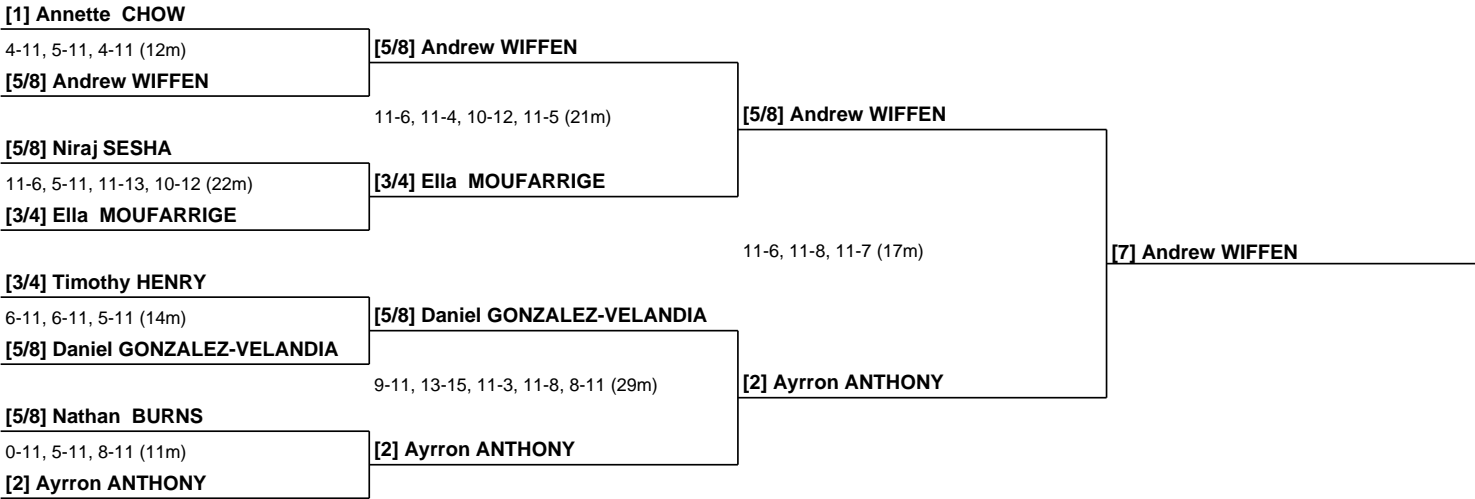 [1] Annette  CHOW
4-11, 5-11, 4-11 (12m)
[5/8] Andrew WIFFEN
[5/8] Niraj SESHA
11-6, 5-11, 11-13, 10-12 (22m)
[3/4] Ella  MOUFARRIGE
[3/4] Timothy HENRY
6-11, 6-11, 5-11 (14m)
[5/8] Daniel GONZALEZ-VELANDIA
[5/8] Nathan  BURNS
0-11, 5-11, 8-11 (11m)
[2] Ayrron ANTHONY
[5/8] Andrew WIFFEN
11-6, 11-4, 10-12, 11-5 (21m)
[3/4] Ella  MOUFARRIGE
[5/8] Daniel GONZALEZ-VELANDIA
9-11, 13-15, 11-3, 11-8, 8-11 (29m)
[2] Ayrron ANTHONY
[5/8] Andrew WIFFEN
11-6, 11-8, 11-7 (17m)
[2] Ayrron ANTHONY
[7] Andrew WIFFEN